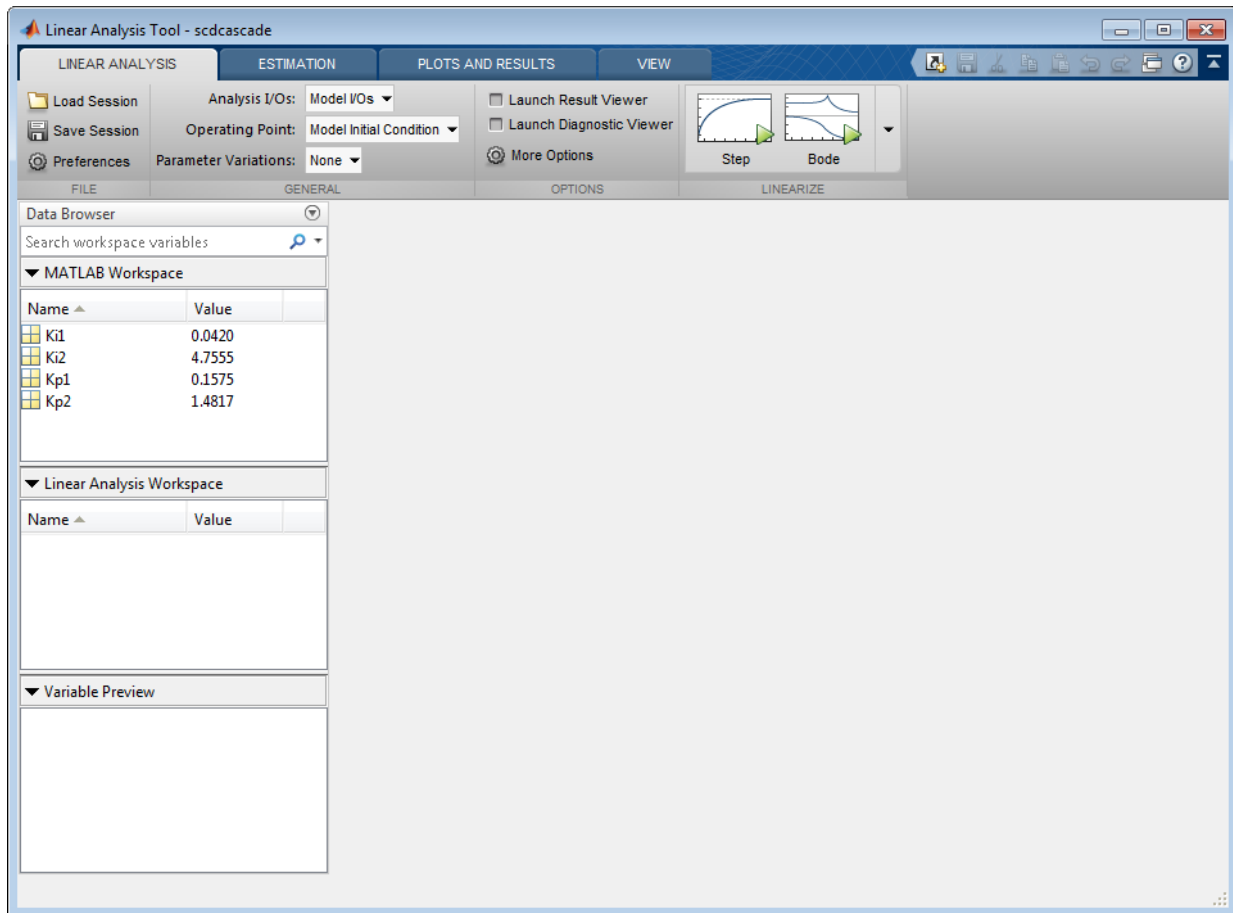 Linear Analysis Tool - scdcascade
LINEAR ANALYSIS ESTIMATION PLOTS AND RESULTS VIEW
Load Session Analysis I/Os: Model I/Os Launch Result Viewer
Save Session Operating Point: Model Initial Condition Launch Diagnostic Viewer
Preferences Parameter Variations: None More Options Step Bode
FILE GENERAL OPTIONS LINEARIZE
Data Browser
Search workspace variables
MATLAB Workspace
Name Value
Ki1 0.0420
Ki2 4.7555
Kp1 0.1575
Kp2 1.4817
Linear Analysis Workspace
Name Value
Variable Preview